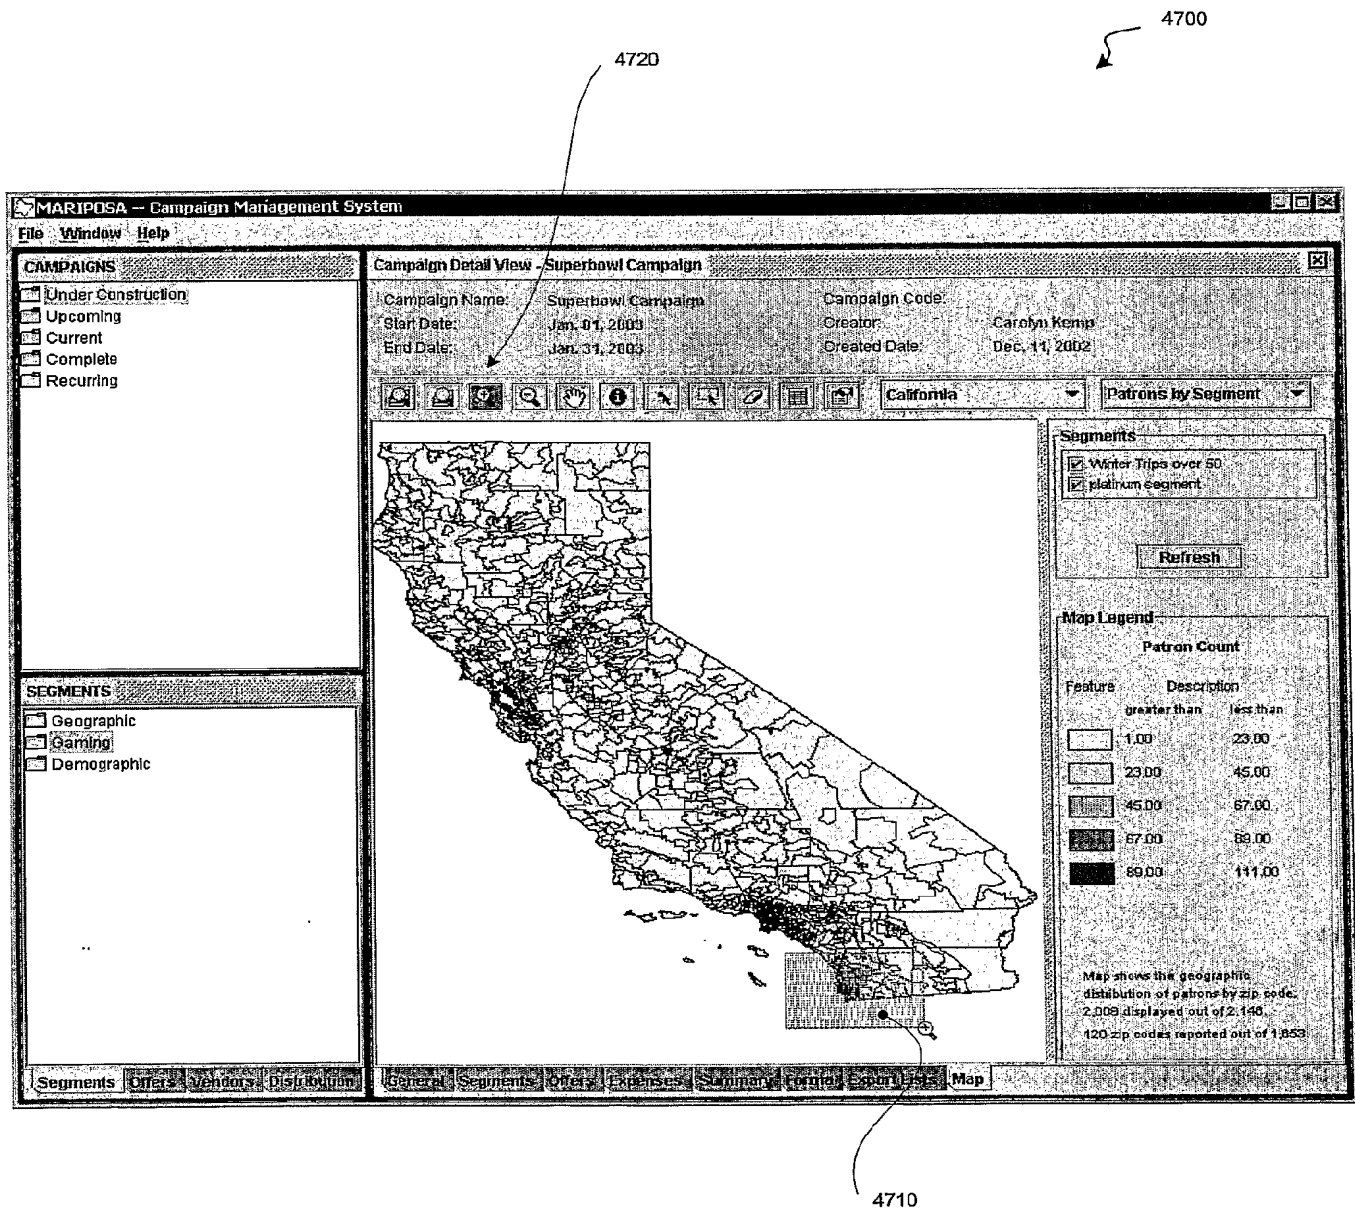 4700
4720
MARIPOSA -- Campaign Management System
File Window Help
CAMPAIGNS
Under Construction
Upcoming
Current
Complete
Recurring
Campaign Detail View - Superbowl Campaign
Campaign Name: Superbowl Campaign Campaign Code:
Start Date: Jan. 01, 2003 Creator: Carolyn Kemp
End Date: Jan. 31, 2003 Created Date: Dec. 11, 2002
California Patrons by Segment
Segments
Winter Trips over 50
platinum segment
Refresh
Map Legend
Patron Count
Feature Description
greater than less than
1.00 23.00
23.00 45.00
45.00 67.00
67.00 89.00
89.00 111.00
Map shows the geographic
distribution of patrons by zip code.
2,008 displayed out of 2,148.
120 zip codes reported out of 1,653
SEGMENTS
Geographic
Gaming
Demographic
Segments Offers Vendors Distribution
General Segments Offers Expenses Summary Format Export Lists Map
4710